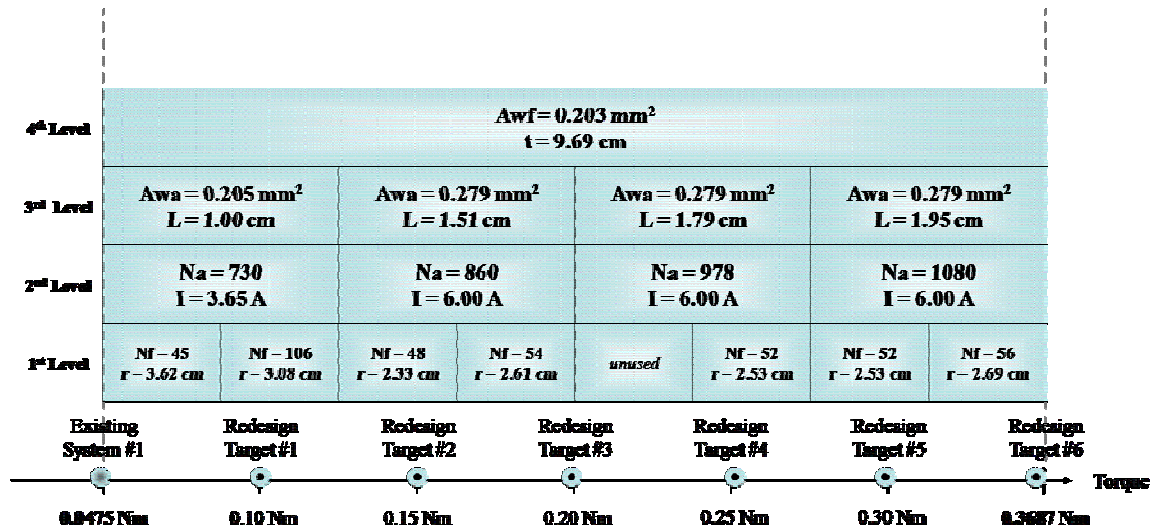 4th Level
Awf = 0.203 mm²
t = 9.69 cm
3rd Level
Awa = 0.205 mm²
L = 1.00 cm
Awa = 0.279 mm²
L = 1.51 cm
Awa = 0.279 mm²
L = 1.79 cm
Awa = 0.279 mm²
L = 1.95 cm
2nd Level
Na = 730
I = 3.65 A
Na = 860
I = 6.00 A
Na = 978
I = 6.00 A
Na = 1080
I = 6.00 A
1st Level
Nf – 45
r – 3.62 cm
Nf – 106
r – 3.08 cm
Nf – 48
r – 2.33 cm
Nf – 54
r – 2.61 cm
unused
Nf – 52
r – 2.53 cm
Nf – 52
r – 2.53 cm
Nf – 56
r – 2.69 cm
Existing
System #1
Redesign
Target #1
Redesign
Target #2
Redesign
Target #3
Redesign
Target #4
Redesign
Target #5
Redesign
Target #6
Torque
0.0475 Nm
0.10 Nm
0.15 Nm
0.20 Nm
0.25 Nm
0.30 Nm
0.3687 Nm